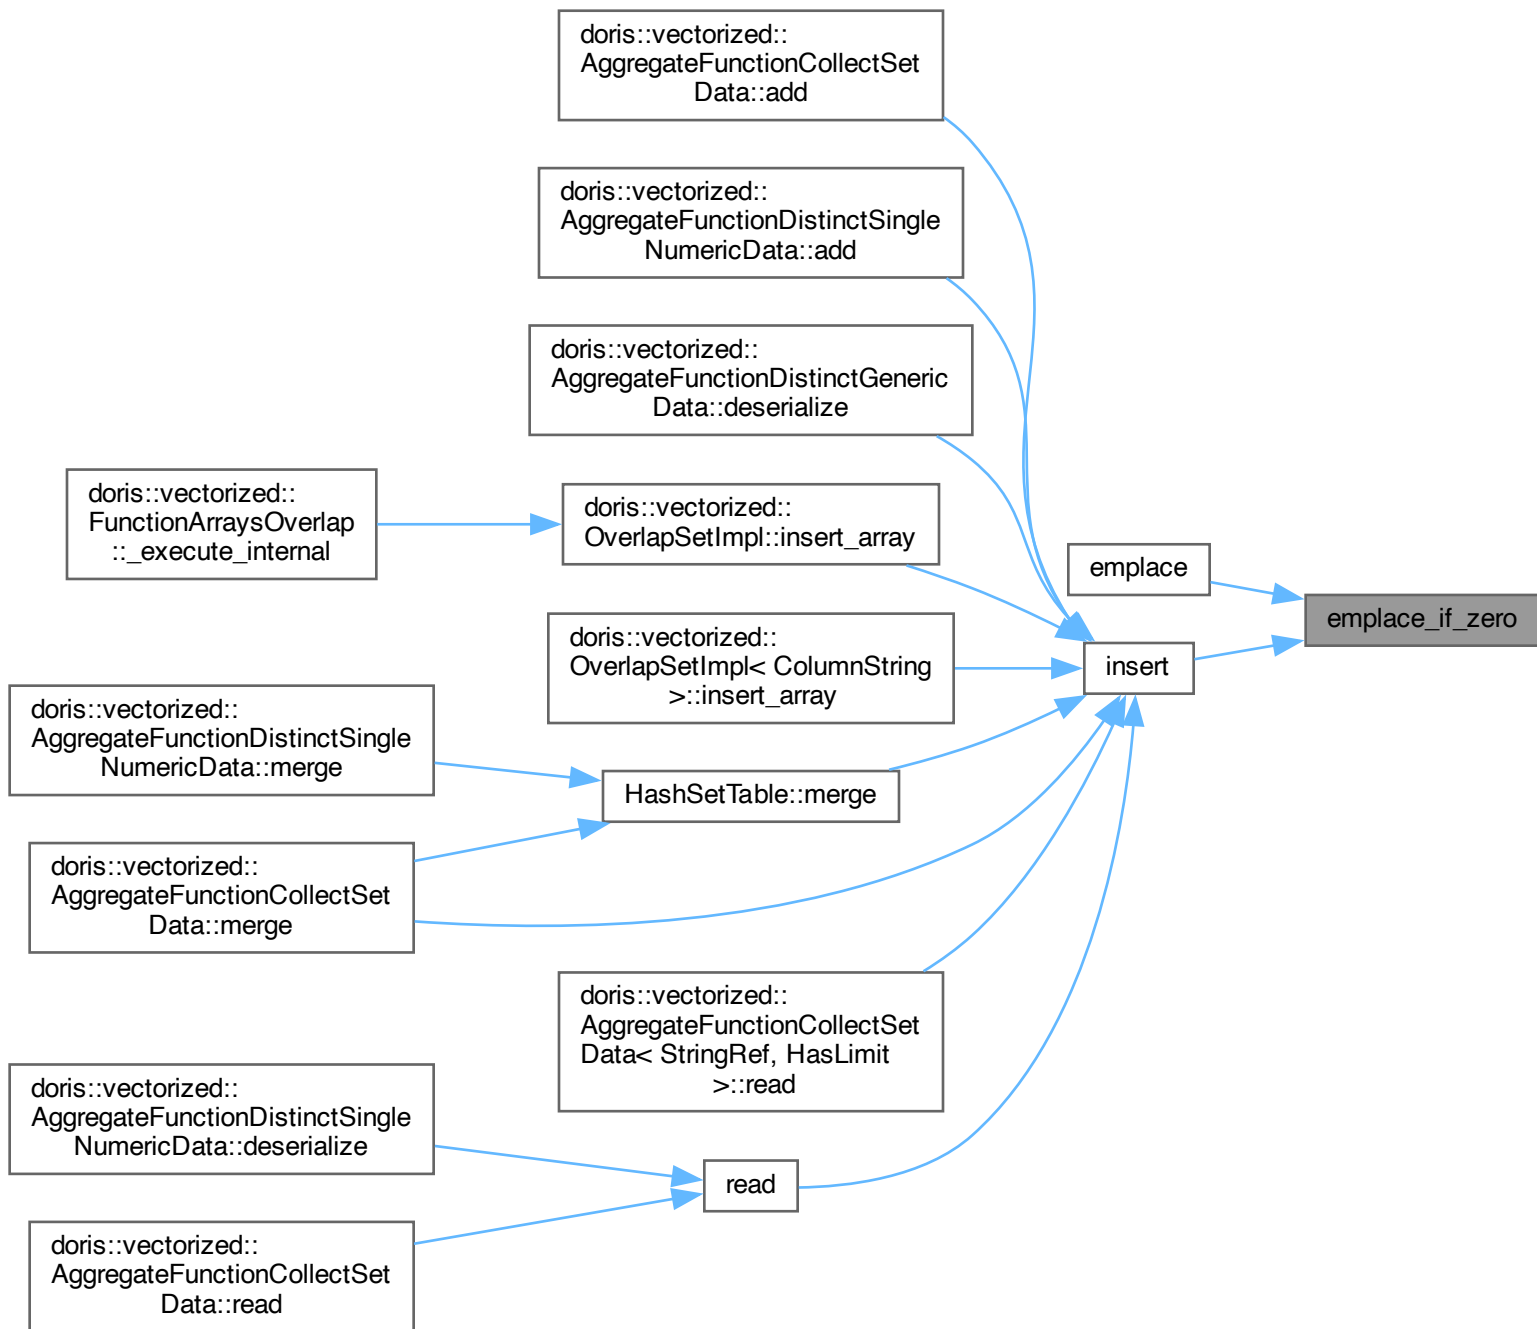 doris::vectorized::
AggregateFunctionCollectSet
Data::add
doris::vectorized::
AggregateFunctionDistinctSingle
NumericData::add
doris::vectorized::
AggregateFunctionDistinctGeneric
Data::deserialize
doris::vectorized::
FunctionArraysOverlap
::_execute_internal
doris::vectorized::
OverlapSetImpl::insert_array
emplace
emplace_if_zero
doris::vectorized::
OverlapSetImpl< ColumnString
>::insert_array
insert
doris::vectorized::
AggregateFunctionDistinctSingle
NumericData::merge
HashSetTable::merge
doris::vectorized::
AggregateFunctionCollectSet
Data::merge
doris::vectorized::
AggregateFunctionCollectSet
Data< StringRef, HasLimit
>::read
doris::vectorized::
AggregateFunctionDistinctSingle
NumericData::deserialize
read
doris::vectorized::
AggregateFunctionCollectSet
Data::read